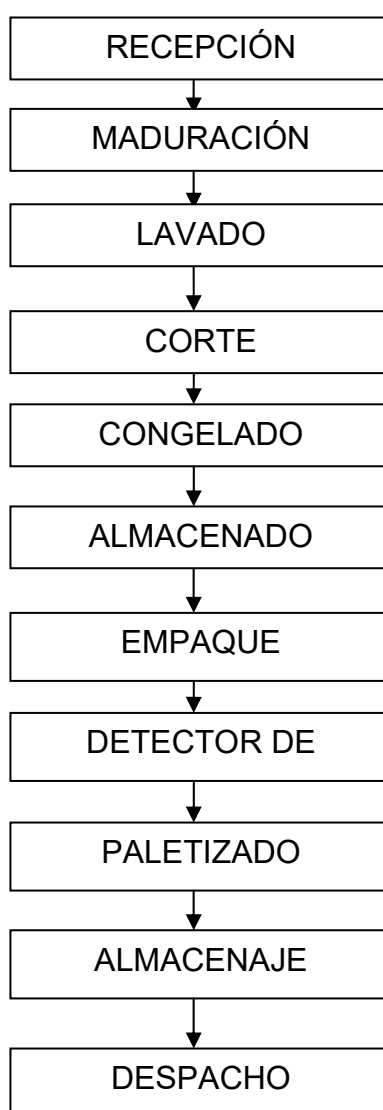 RECEPCIÓN
MADURACIÓN
LAVADO
CORTE
CONGELADO
ALMACENADO
EMPAQUE
DETECTOR DE
PALETIZADO
ALMACENAJE
DESPACHO